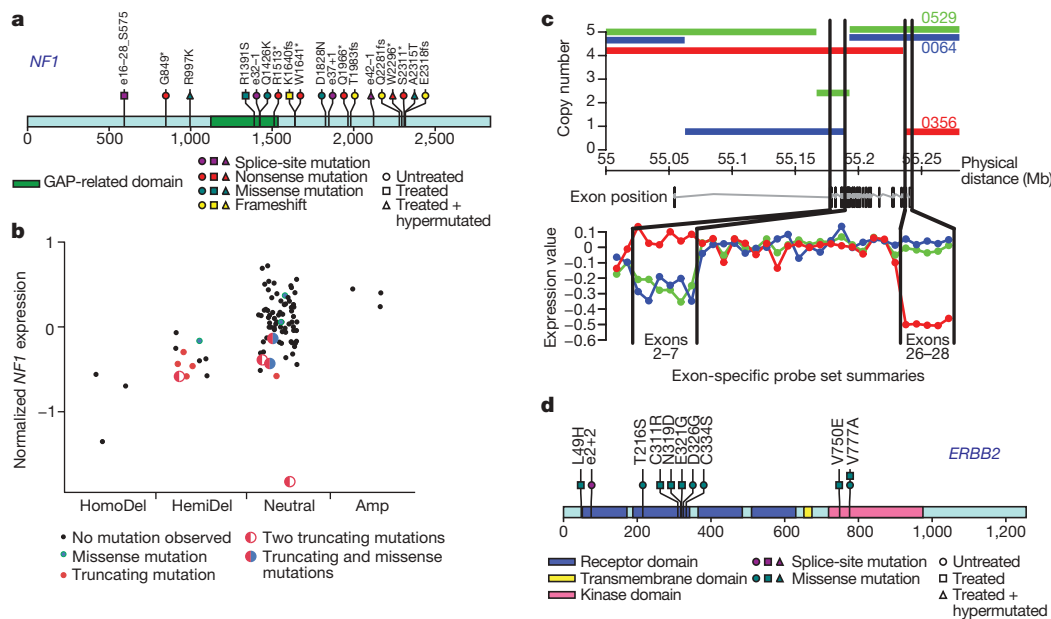 a
NF1
e16–28_S575
G849*
R997K
R1391S
e32–1
Q1426K
R1513*
K1640fs
W1641*
D1828N
e37+1
Q1966*
T1983fs
e42–1
Q2281fs
W2296*
S2311*
A2315T
E2318fs
0 500 1,000 1,500 2,000 2,500
GAP-related domain
Splice-site mutation
Nonsense mutation
Missense mutation
Frameshift
Untreated
Treated
Treated +
hypermutated
b
Normalized NF1 expression
1
0
−1
HomoDel HemiDel Neutral Amp
No mutation observed
Missense mutation
Truncating mutation
Two truncating mutations
Truncating and missense
mutations
c
Copy number
5
4
3
2
1
0
0529
0064
0356
55 55.05 55.1 55.15 55.2 55.25
Physical
distance (Mb)
Exon position
Expression value
0.1
0
−0.1
−0.2
−0.3
−0.4
−0.5
−0.6
Exons
2–7
Exons
26–28
Exon-specific probe set summaries
d
ERBB2
L49H
e2+2
T216S
C311R
N319D
E321G
D326G
C334S
V750E
V777A
0 200 400 600 800 1,000 1,200
Receptor domain
Transmembrane domain
Kinase domain
Splice-site mutation
Missense mutation
Untreated
Treated
Treated +
hypermutated